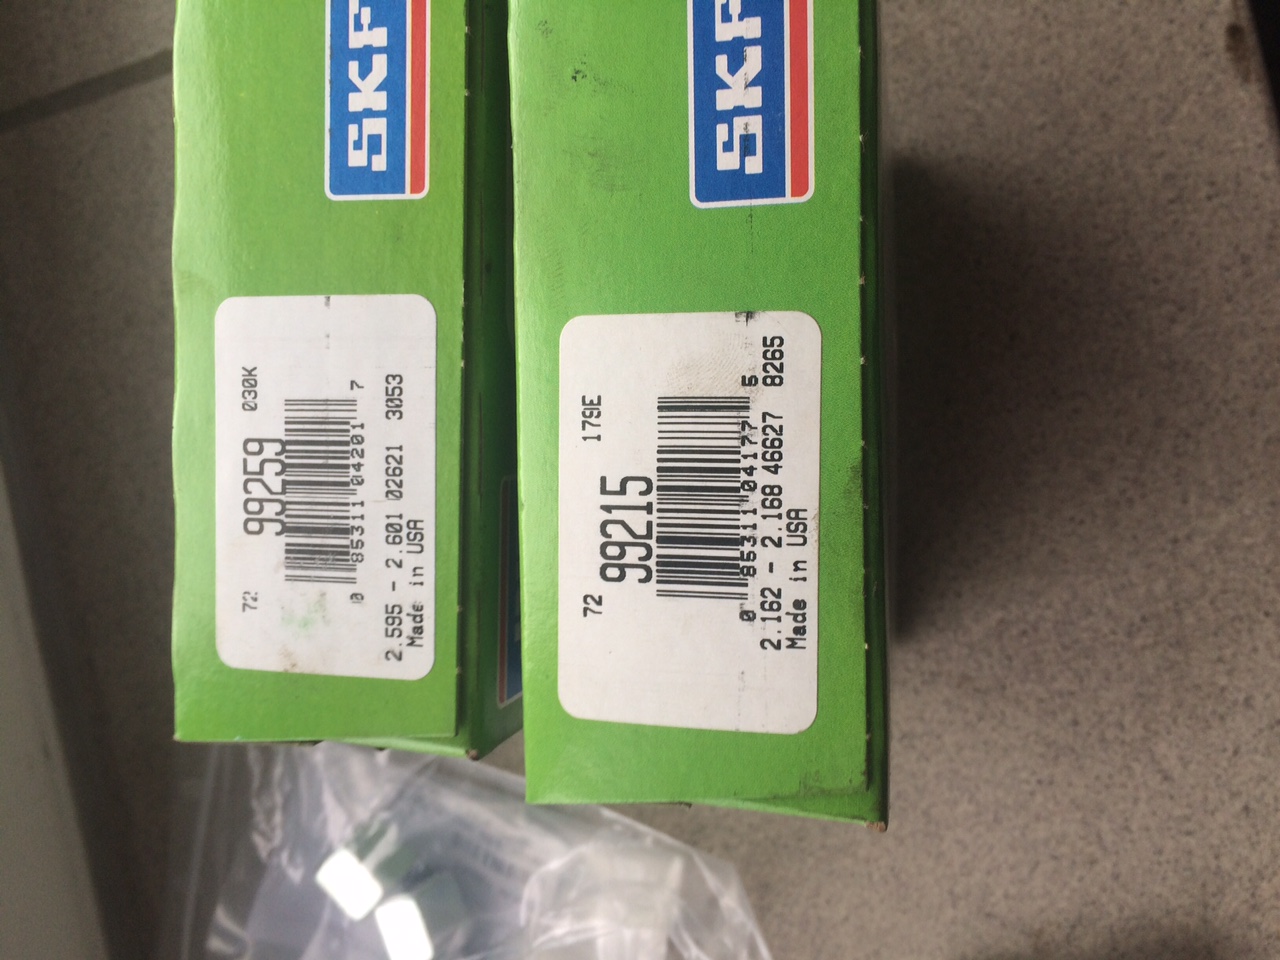 SKF
72 99259 030K
0 85311 04201 7
2.595 - 2.601 02621 3053
Made in USA
SKF
72 99215 179E
0 85311 04177 5
2.162 - 2.168 46627 8265
Made in USA